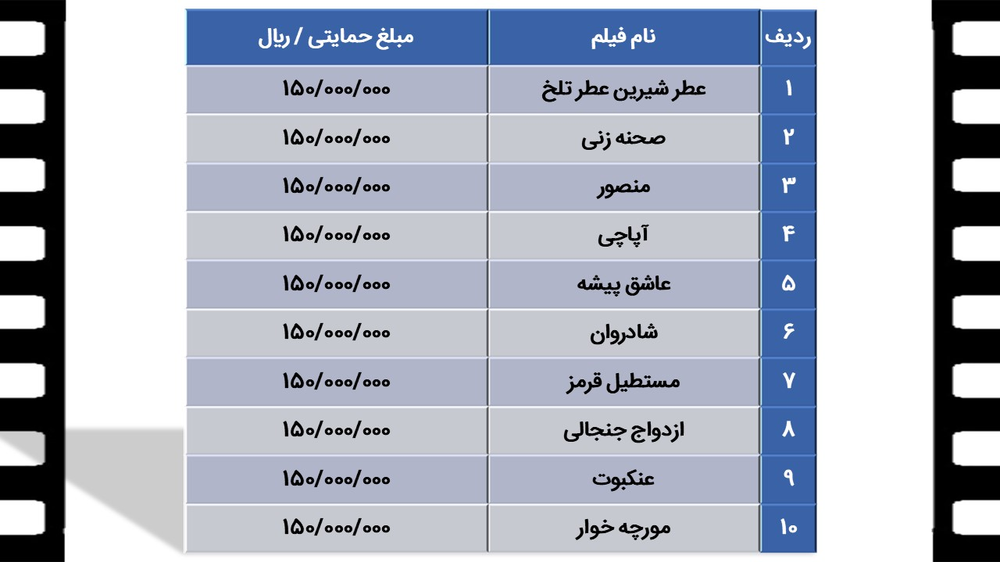 ردیف نام فیلم مبلغ حمایتی / ریال
۱ عطر شیرین عطر تلخ ۱۵۰/۰۰۰/۰۰۰
۲ صحنه زنی ۱۵۰/۰۰۰/۰۰۰
۳ منصور ۱۵۰/۰۰۰/۰۰۰
۴ آپاچی ۱۵۰/۰۰۰/۰۰۰
۵ عاشق پیشه ۱۵۰/۰۰۰/۰۰۰
۶ شادروان ۱۵۰/۰۰۰/۰۰۰
۷ مستطیل قرمز ۱۵۰/۰۰۰/۰۰۰
۸ ازدواج جنجالی ۱۵۰/۰۰۰/۰۰۰
۹ عنکبوت ۱۵۰/۰۰۰/۰۰۰
۱۰ مورچه خوار ۱۵۰/۰۰۰/۰۰۰